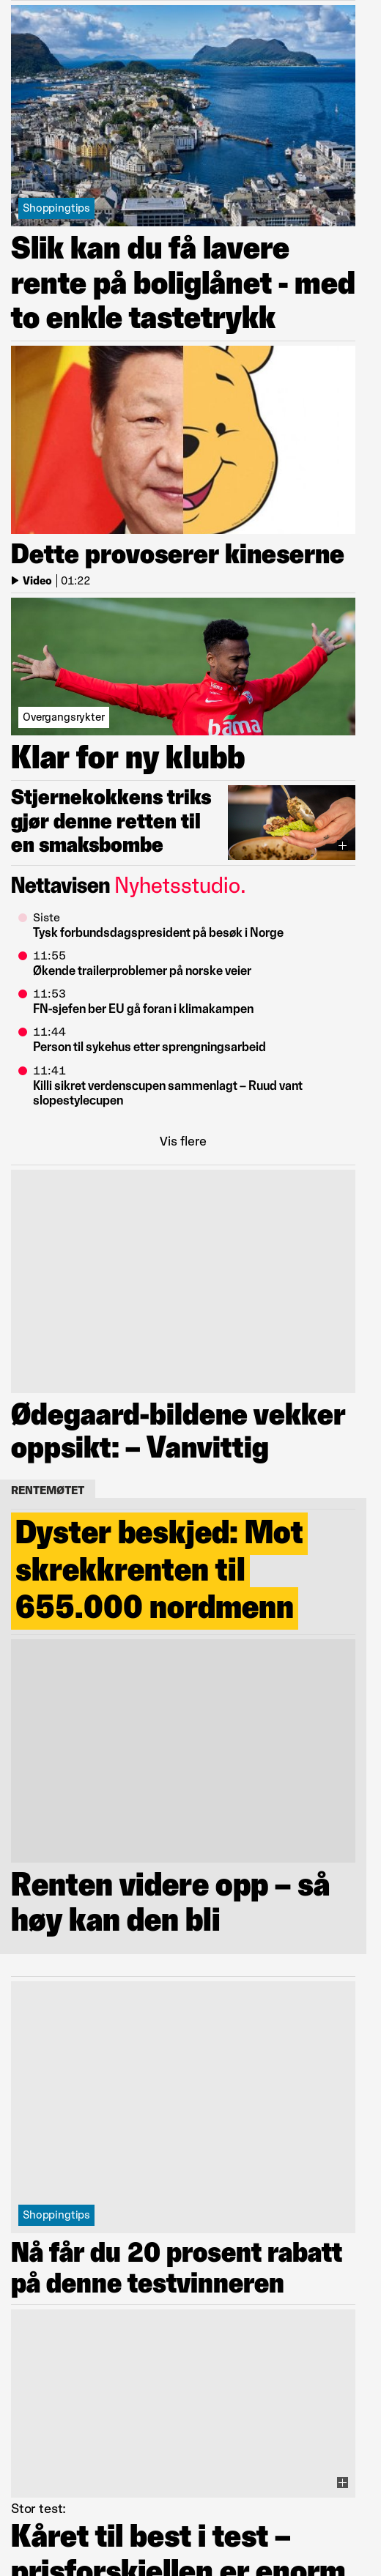 Shoppingtips
Slik kan du få lavere
rente på boliglånet - med
to enkle tastetrykk
Dette provoserer kineserne
Video | 01:22
bama
Overgangsrykter
Klar for ny klubb
Stjernekokkens triks
gjør denne retten til
en smaksbombe
Nettavisen Nyhetsstudio.
Siste
Tysk forbundsdagspresident på besøk i Norge
11:55
Økende trailerproblemer på norske veier
11:53
FN-sjefen ber EU gå foran i klimakampen
11:44
Person til sykehus etter sprengningsarbeid
11:41
Killi sikret verdenscupen sammenlagt – Ruud vant
slopestylecupen
Vis flere
Ødegaard-bildene vekker
oppsikt: – Vanvittig
RENTEMØTET
Dyster beskjed: Mot
skrekkrenten til
655.000 nordmenn
Renten videre opp – så
høy kan den bli
Shoppingtips
Nå får du 20 prosent rabatt
på denne testvinneren
Stor test:
Kåret til best i test –
prisforskjellen er enorm